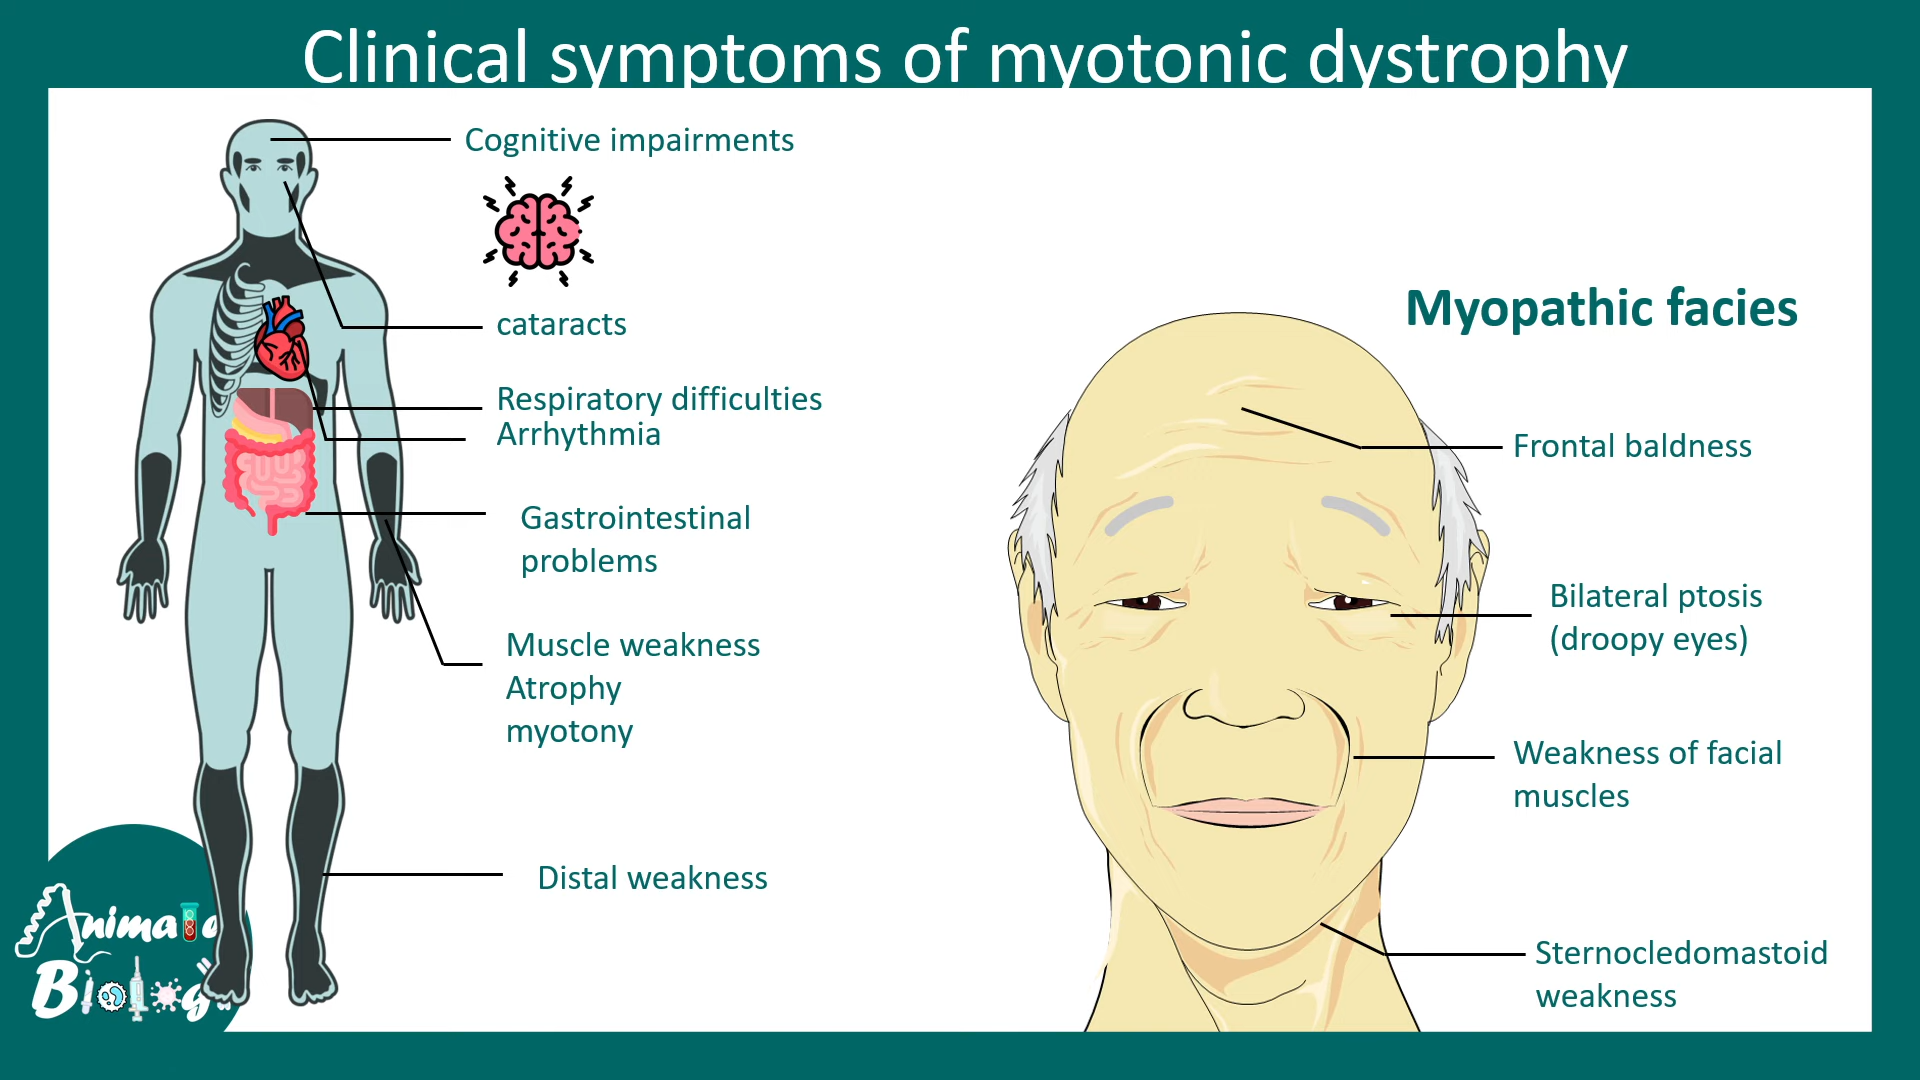 Clinical symptoms of myotonic dystrophy
Cognitive impairments
cataracts
Respiratory difficulties
Arrhythmia
Gastrointestinal
problems
Muscle weakness
Atrophy
myotony
Distal weakness
Myopathic facies
Frontal baldness
Bilateral ptosis
(droopy eyes)
Weakness of facial
muscles
Sternocledomastoid
weakness
Biology